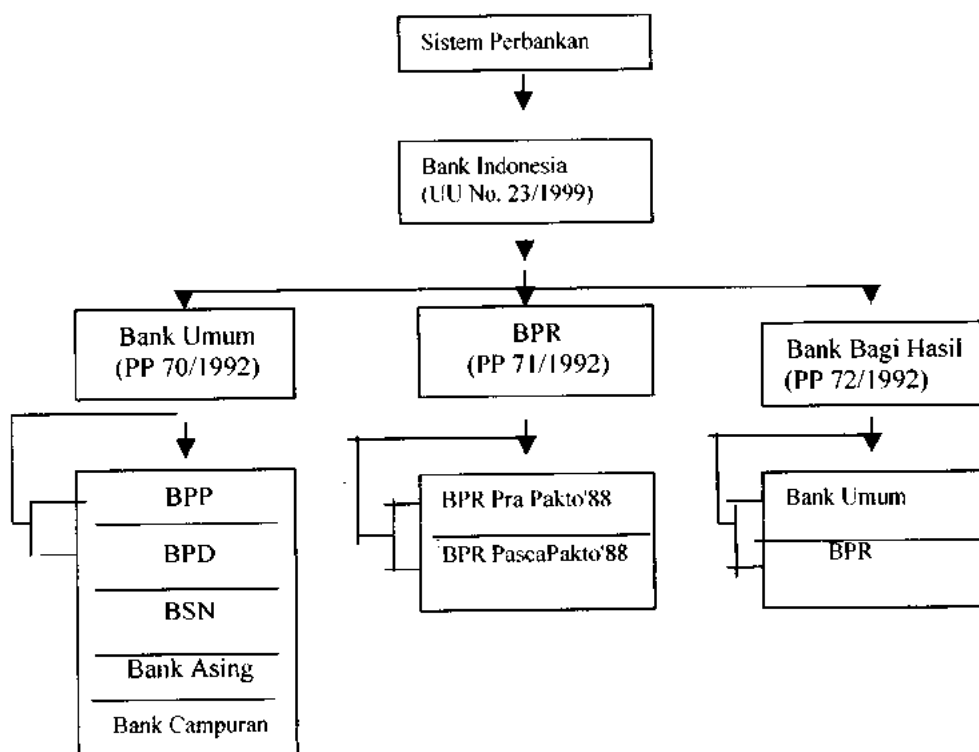 Sistem Perbankan
Bank Indonesia
(UU No. 23/1999)
Bank Umum
(PP 70/1992)
BPR
(PP 71/1992)
Bank Bagi Hasil
(PP 72/1992)
BPP
BPD
BSN
Bank Asing
Bank Campuran
BPR Pra Pakto'88
BPR PascaPakto'88
Bank Umum
BPR